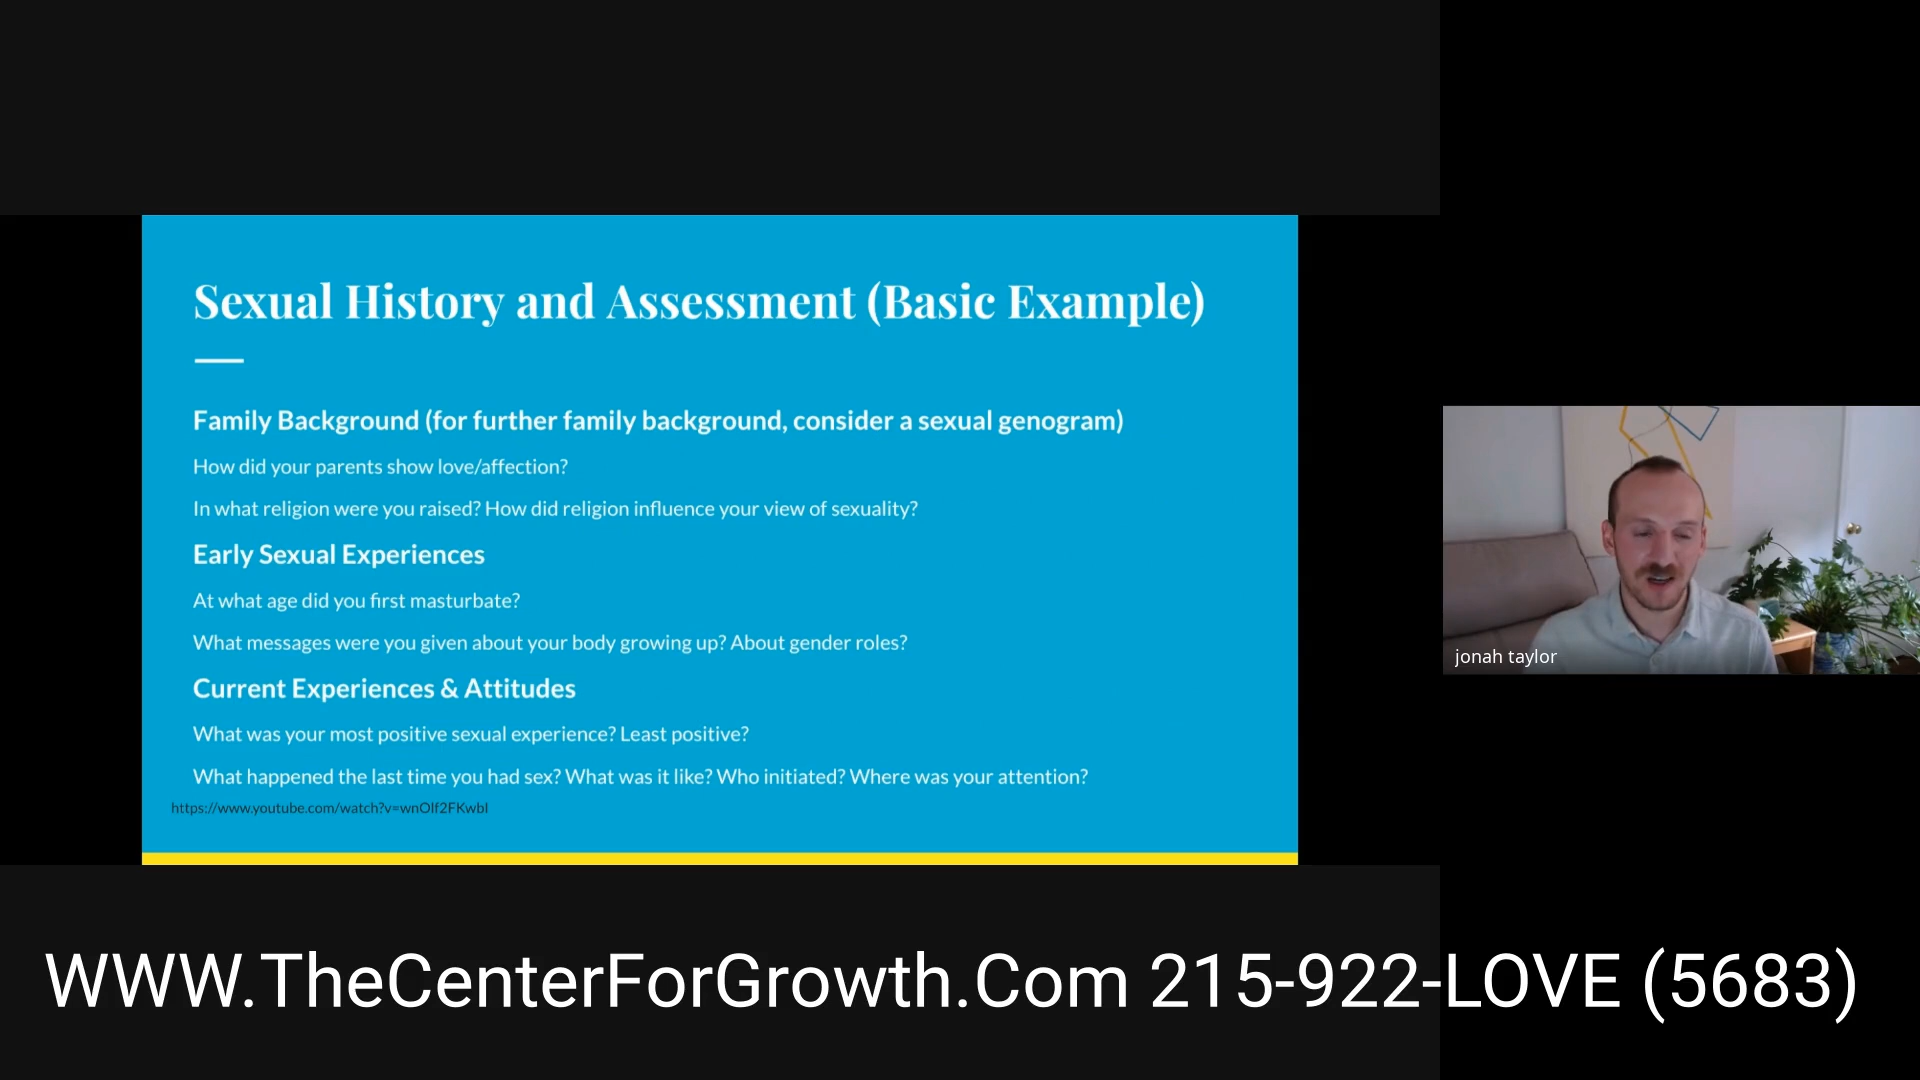 Sexual History and Assessment (Basic Example)
Family Background (for further family background, consider a sexual genogram)
How did your parents show love/affection?
In what religion were you raised? How did religion influence your view of sexuality?
Early Sexual Experiences
At what age did you first masturbate?
What messages were you given about your body growing up? About gender roles?
Current Experiences & Attitudes
What was your most positive sexual experience? Least positive?
What happened the last time you had sex? What was it like? Who initiated? Where was your attention?
https://www.youtube.com/watch?v=wnOIf2FKwbI
jonah taylor
WWW.TheCenterForGrowth.Com 215-922-LOVE (5683)